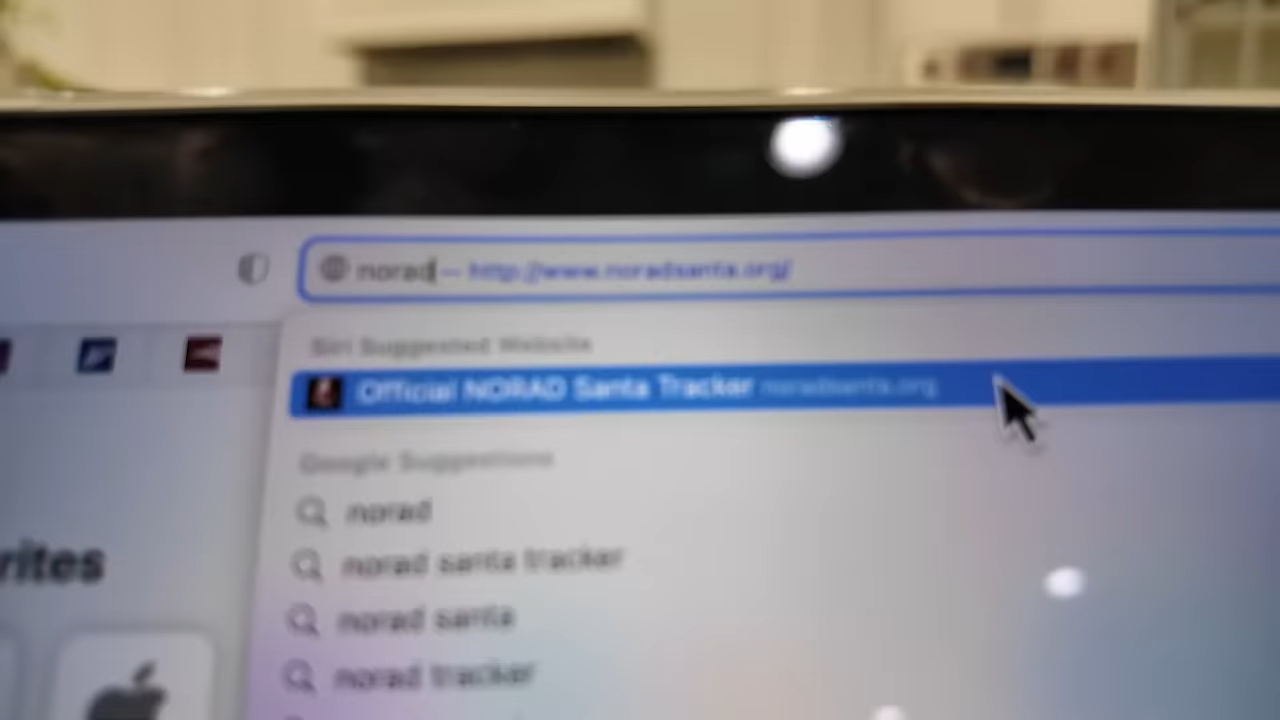 norad — http://www.noradsanta.org/
Siri Suggested Website
Official NORAD Santa Tracker noradsanta.org
Google Suggestions
norad
norad santa tracker
rites
norad santa
norad tracker